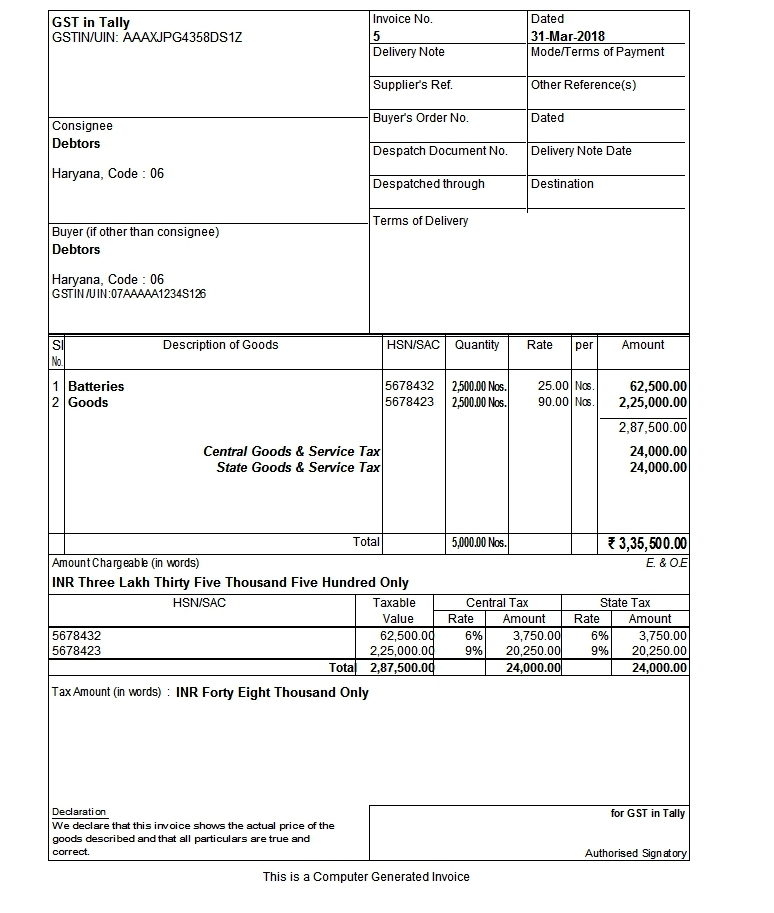 GST in Tally
GSTIN/UIN: AAAXJPG4358DS1Z
Invoice No.
5
Dated
31-Mar-2018
Delivery Note
Mode/Terms of Payment
Supplier's Ref.
Other Reference(s)
Consignee
Debtors
Haryana, Code : 06
Buyer's Order No.
Dated
Despatch Document No.
Delivery Note Date
Despatched through
Destination
Buyer (if other than consignee)
Debtors
Haryana, Code : 06
GSTIN/UIN:07AAAAA1234S126
Terms of Delivery
Sl No. Description of Goods HSN/SAC Quantity Rate per Amount
1 Batteries 5678432 2,500.00 Nos. 25.00 Nos. 62,500.00
2 Goods 5678423 2,500.00 Nos. 90.00 Nos. 2,25,000.00
2,87,500.00
Central Goods & Service Tax 24,000.00
State Goods & Service Tax 24,000.00
Total 5,000.00 Nos. ₹ 3,35,500.00
Amount Chargeable (in words) E. & O.E
INR Three Lakh Thirty Five Thousand Five Hundred Only
HSN/SAC Taxable Central Tax State Tax
Value Rate Amount Rate Amount
5678432 62,500.00 6% 3,750.00 6% 3,750.00
5678423 2,25,000.00 9% 20,250.00 9% 20,250.00
Total 2,87,500.00 24,000.00 24,000.00
Tax Amount (in words) : INR Forty Eight Thousand Only
Declaration
We declare that this invoice shows the actual price of the
goods described and that all particulars are true and
correct.
for GST in Tally
Authorised Signatory
This is a Computer Generated Invoice